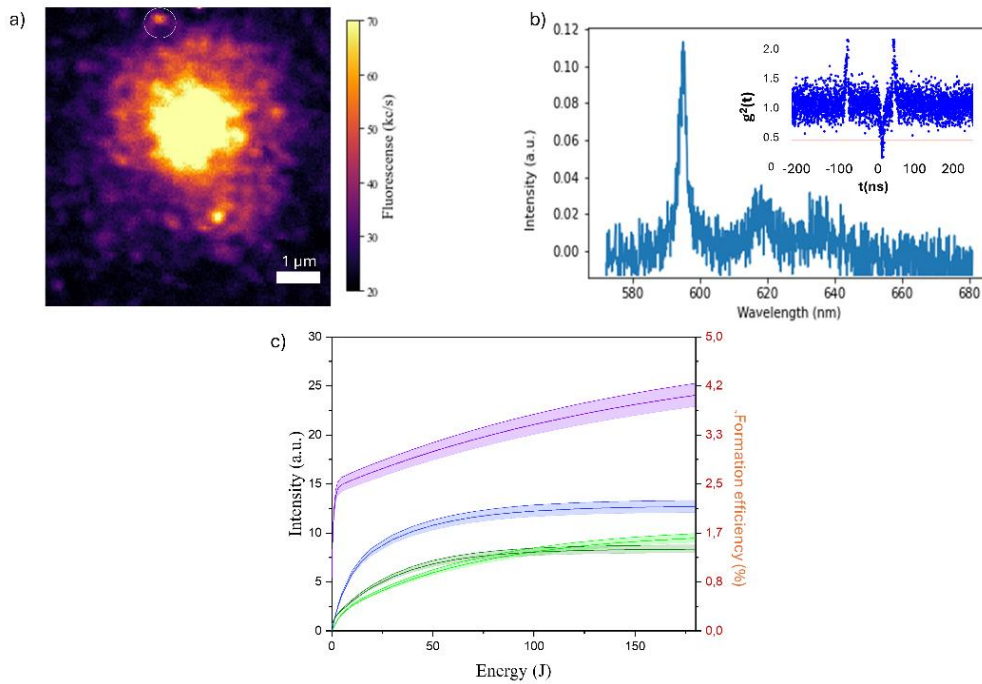 a)
70
60
50
40
30
20
Fluorescense (kc/s)
1 µm
b)
0.12
0.10
0.08
0.06
0.04
0.02
0.00
Intensity (a.u.)
580 600 620 640 660 680
Wavelength (nm)
2.0
1.5
1.0
0.5
0
g²(t)
-200 -100 0 100 200
t(ns)
c)
30
25
20
15
10
5
0
Intensity (a.u.)
0 50 100 150
Energy (J)
5,0
4,2
3,3
2,5
1,7
0,8
0,0
Formation efficiency (%)